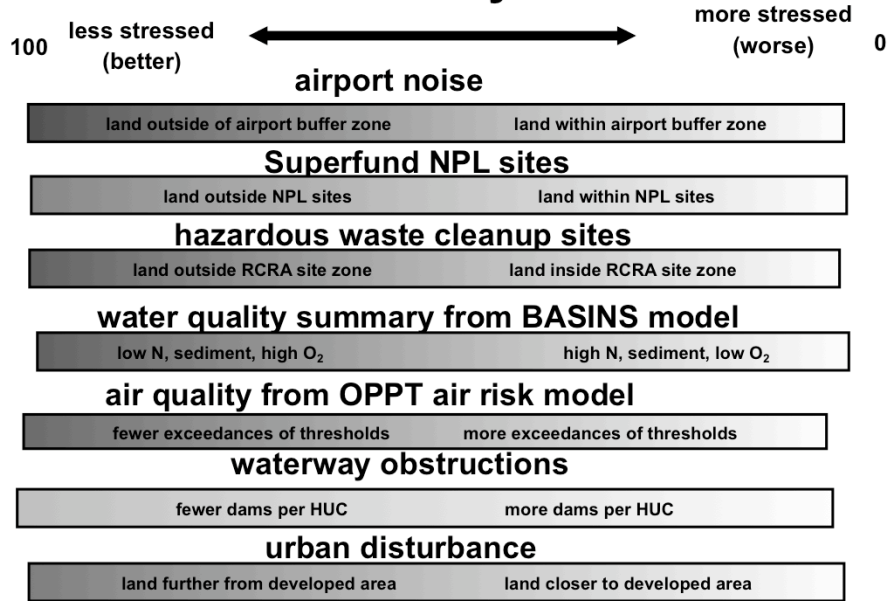 less stressed
(better)
more stressed
(worse)
100
0
airport noise
land outside of airport buffer zone land within airport buffer zone
Superfund NPL sites
land outside NPL sites land within NPL sites
hazardous waste cleanup sites
land outside RCRA site zone land inside RCRA site zone
water quality summary from BASINS model
low N, sediment, high O₂ high N, sediment, low O₂
air quality from OPPT air risk model
fewer exceedances of thresholds more exceedances of thresholds
waterway obstructions
fewer dams per HUC more dams per HUC
urban disturbance
land further from developed area land closer to developed area